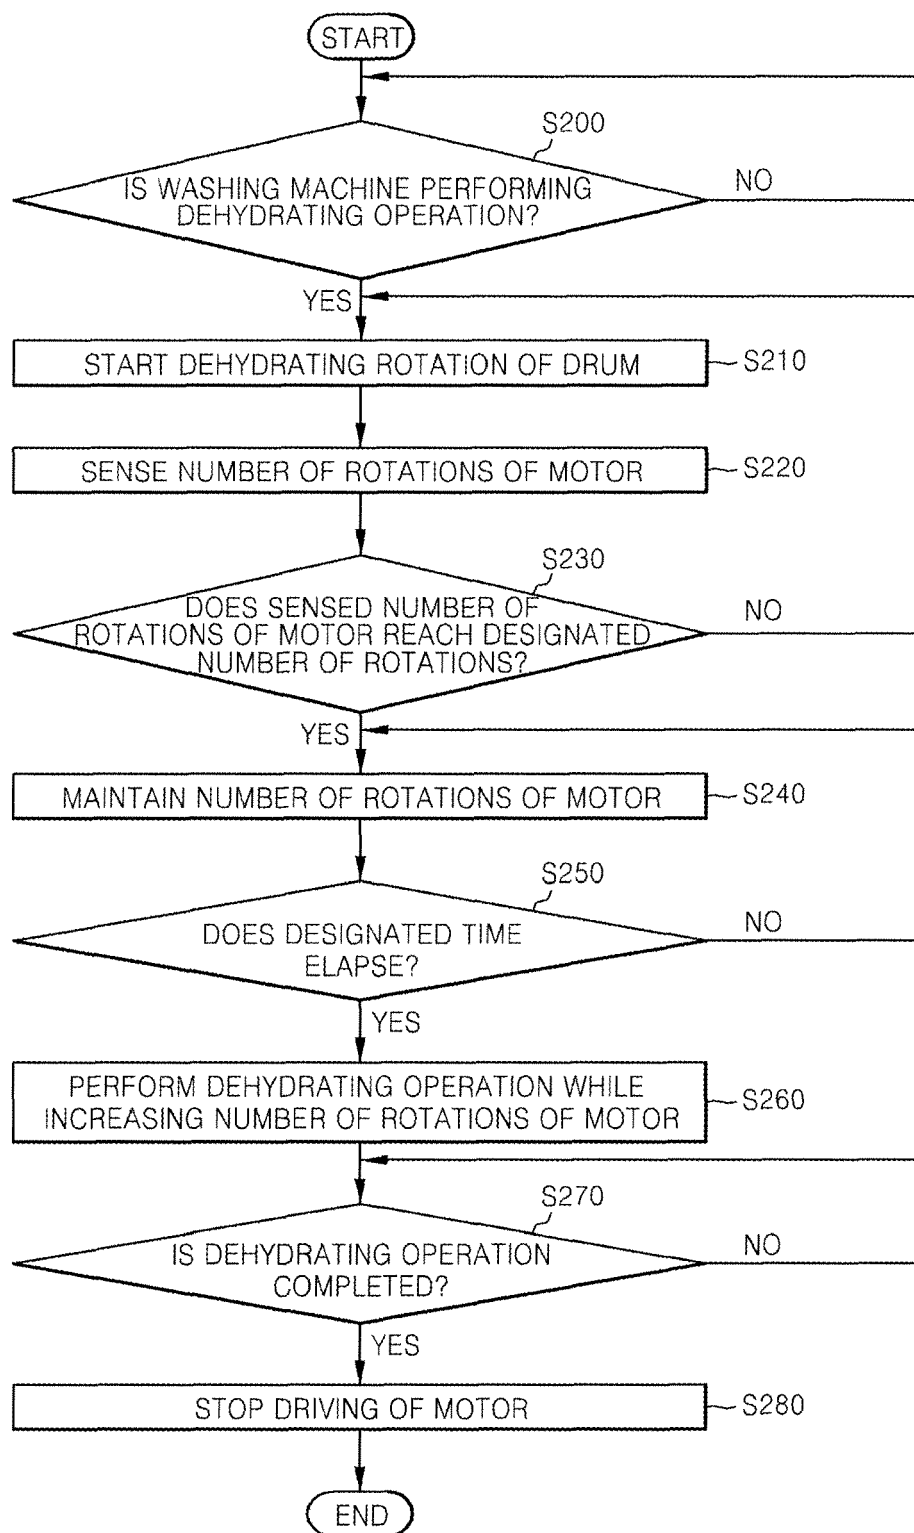 START
S200
IS WASHING MACHINE PERFORMING
DEHYDRATING OPERATION?
NO
YES
START DEHYDRATING ROTATION OF DRUM
S210
SENSE NUMBER OF ROTATIONS OF MOTOR
S220
S230
DOES SENSED NUMBER OF
ROTATIONS OF MOTOR REACH DESIGNATED
NUMBER OF ROTATIONS?
NO
YES
MAINTAIN NUMBER OF ROTATIONS OF MOTOR
S240
S250
DOES DESIGNATED TIME
ELAPSE?
NO
YES
PERFORM DEHYDRATING OPERATION WHILE
INCREASING NUMBER OF ROTATIONS OF MOTOR
S260
S270
IS DEHYDRATING OPERATION
COMPLETED?
NO
YES
STOP DRIVING OF MOTOR
S280
END